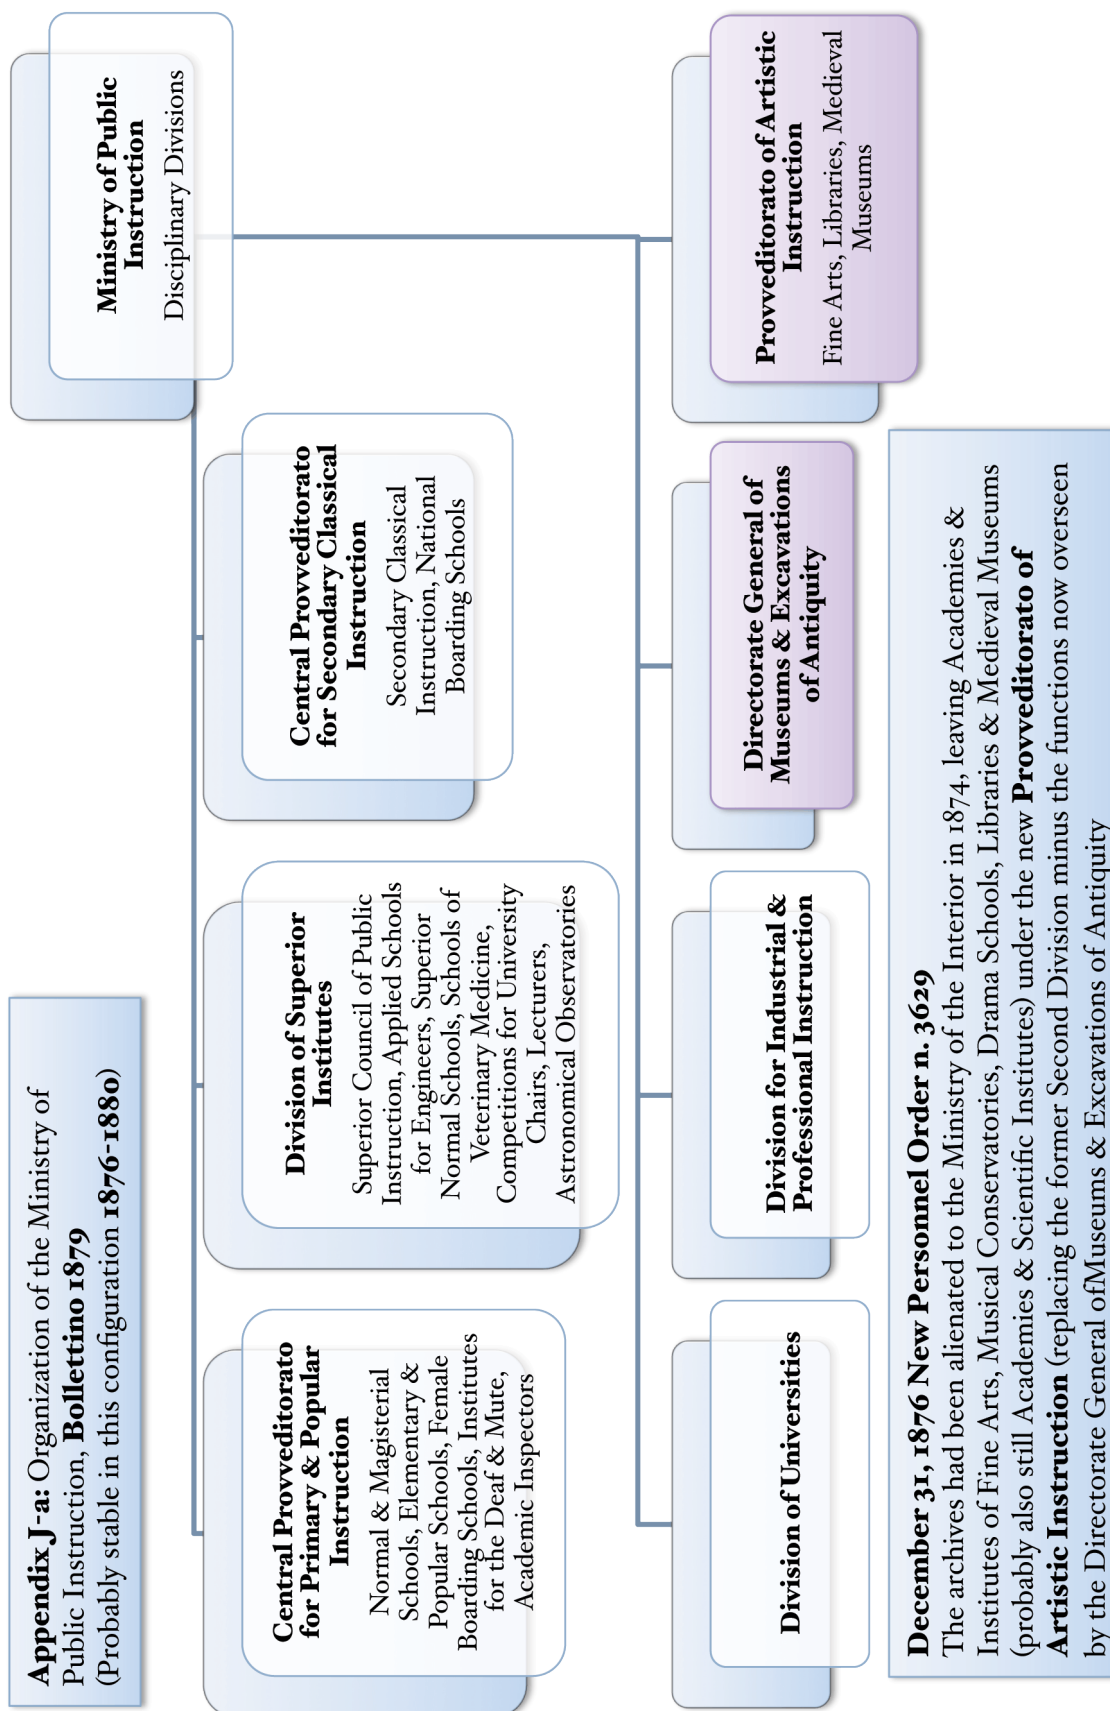 Appendix J-a: Organization of the Ministry of
Public Instruction, Bollettino 1879
(Probably stable in this configuration 1876-1880)
Ministry of Public
Instruction
Disciplinary Divisions
Central Provveditorato
for Primary & Popular
Instruction
Normal & Magisterial
Schools, Elementary &
Popular Schools, Female
Boarding Schools, Institutes
for the Deaf & Mute,
Academic Inspectors
Division of Superior
Institutes
Superior Council of Public
Instruction, Applied Schools
for Engineers, Superior
Normal Schools, Schools of
Veterinary Medicine,
Competitions for University
Chairs, Lecturers,
Astronomical Observatories
Central Provveditorato
for Secondary Classical
Instruction
Secondary Classical
Instruction, National
Boarding Schools
Division of Universities
Division for Industrial &
Professional Instruction
Directorate General of
Museums & Excavations
of Antiquity
Provveditorato of Artistic
Instruction
Fine Arts, Libraries, Medieval
Museums
December 31, 1876 New Personnel Order n. 3629
The archives had been alienated to the Ministry of the Interior in 1874, leaving Academies &
Institutes of Fine Arts, Musical Conservatories, Drama Schools, Libraries & Medieval Museums
(probably also still Academies & Scientific Institutes) under the new Provveditorato of
Artistic Instruction (replacing the former Second Division minus the functions now overseen
by the Directorate General ofMuseums & Excavations of Antiquity